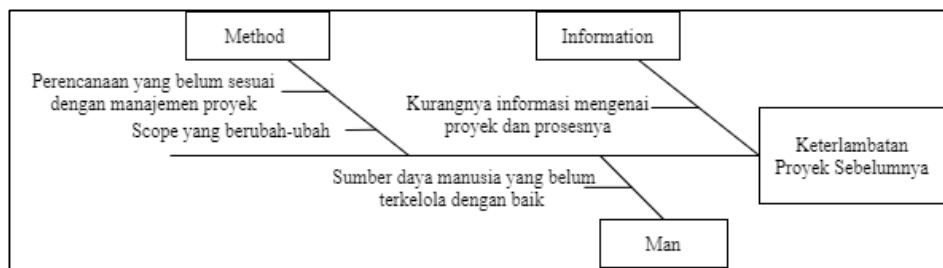 Method
Information
Perencanaan yang belum sesuai
dengan manajemen proyek
Scope yang berubah-ubah
Kurangnya informasi mengenai
proyek dan prosesnya
Keterlambatan
Proyek Sebelumnya
Sumber daya manusia yang belum
terkelola dengan baik
Man